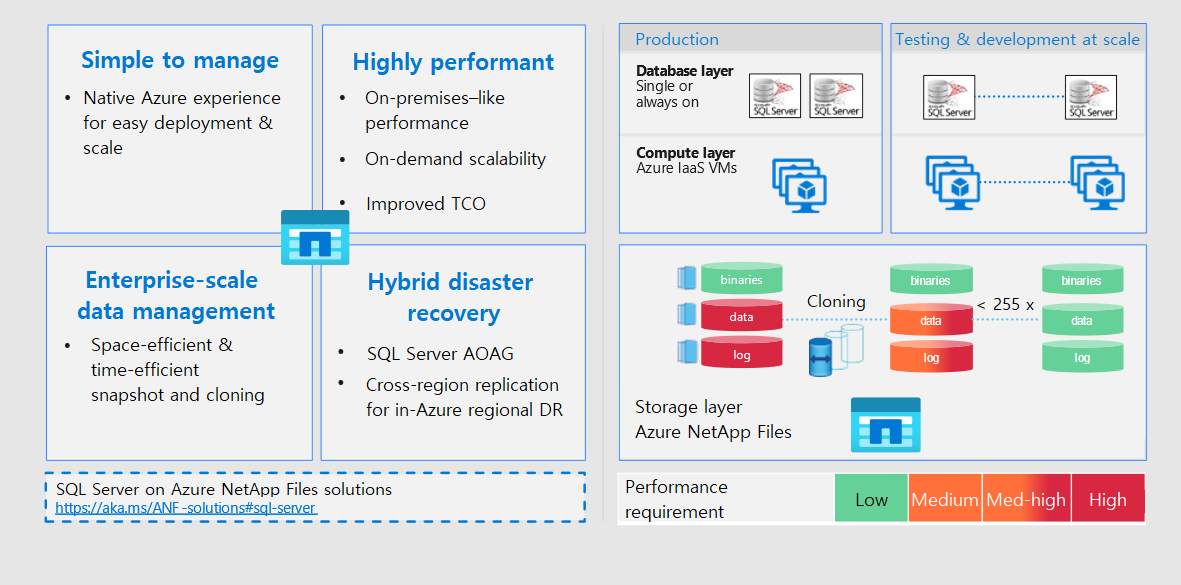 Simple to manage
• Native Azure experience
for easy deployment &
scale
Highly performant
• On-premises–like
performance
• On-demand scalability
• Improved TCO
Enterprise-scale
data management
• Space-efficient &
time-efficient
snapshot and cloning
Hybrid disaster
recovery
• SQL Server AOAG
• Cross-region replication
for in-Azure regional DR
SQL Server on Azure NetApp Files solutions
https://aka.ms/ANF-solutions#sql-server
Production
Database layer
Single or
always on
SQL Server
SQL Server
Compute layer
Azure IaaS VMs
Testing & development at scale
SQL Server
SQL Server
binaries
data
log
Cloning
binaries
data
log
< 255 x
binaries
data
log
Storage layer
Azure NetApp Files
Performance
requirement
Low
Medium
Med-high
High